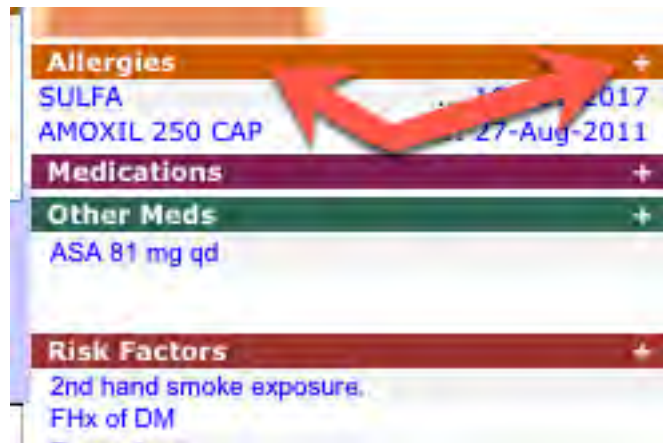 Allergies +
SULFA 2017
AMOXIL 250 CAP 27-Aug-2011
Medications +
Other Meds +
ASA 81 mg qd
Risk Factors +
2nd hand smoke exposure.
FHx of DM